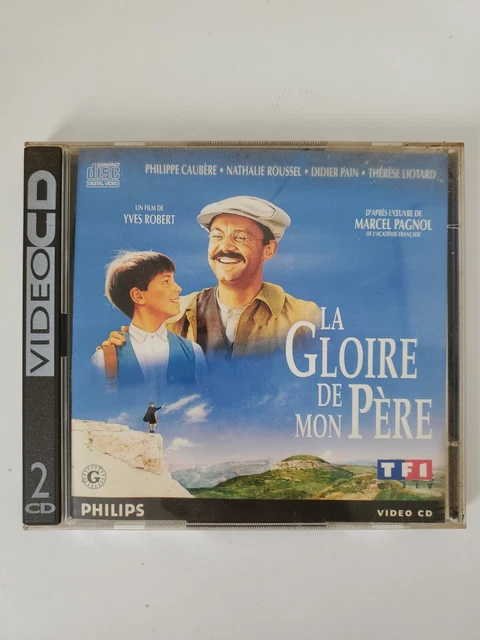 VIDEO CD
2
CD
COMPACT
disc
DIGITAL VIDEO
PHILIPPE CAUBÈRE • NATHALIE ROUSSEL • DIDIER PAIN • THÉRÈSE LIOTARD
UN FILM DE
YVES ROBERT
D'APRÈS L'ŒUVRE DE
MARCEL PAGNOL
DE L'ACADÉMIE FRANÇAISE
LA
GLOIRE
DE
MON PÈRE
G
TF1
PHILIPS
VIDEO CD